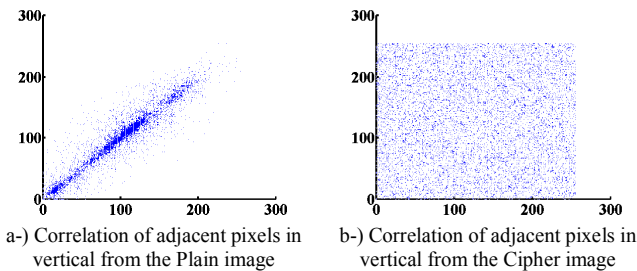 300
200
100
0
0 100 200 300
a-) Correlation of adjacent pixels in
vertical from the Plain image
300
200
100
0
0 100 200 300
b-) Correlation of adjacent pixels in
vertical from the Cipher image